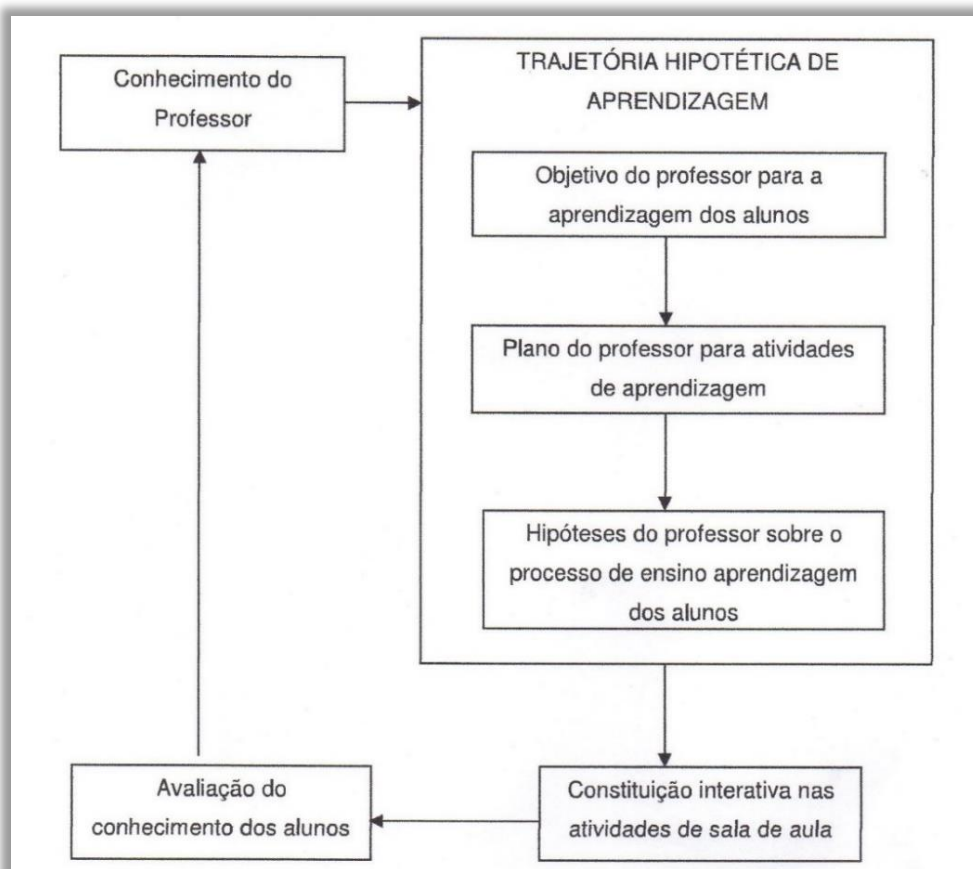 Conhecimento do
Professor
TRAJETÓRIA HIPOTÉTICA DE
APRENDIZAGEM
Objetivo do professor para a
aprendizagem dos alunos
Plano do professor para atividades
de aprendizagem
Hipóteses do professor sobre o
processo de ensino aprendizagem
dos alunos
Constituição interativa nas
atividades de sala de aula
Avaliação do
conhecimento dos alunos